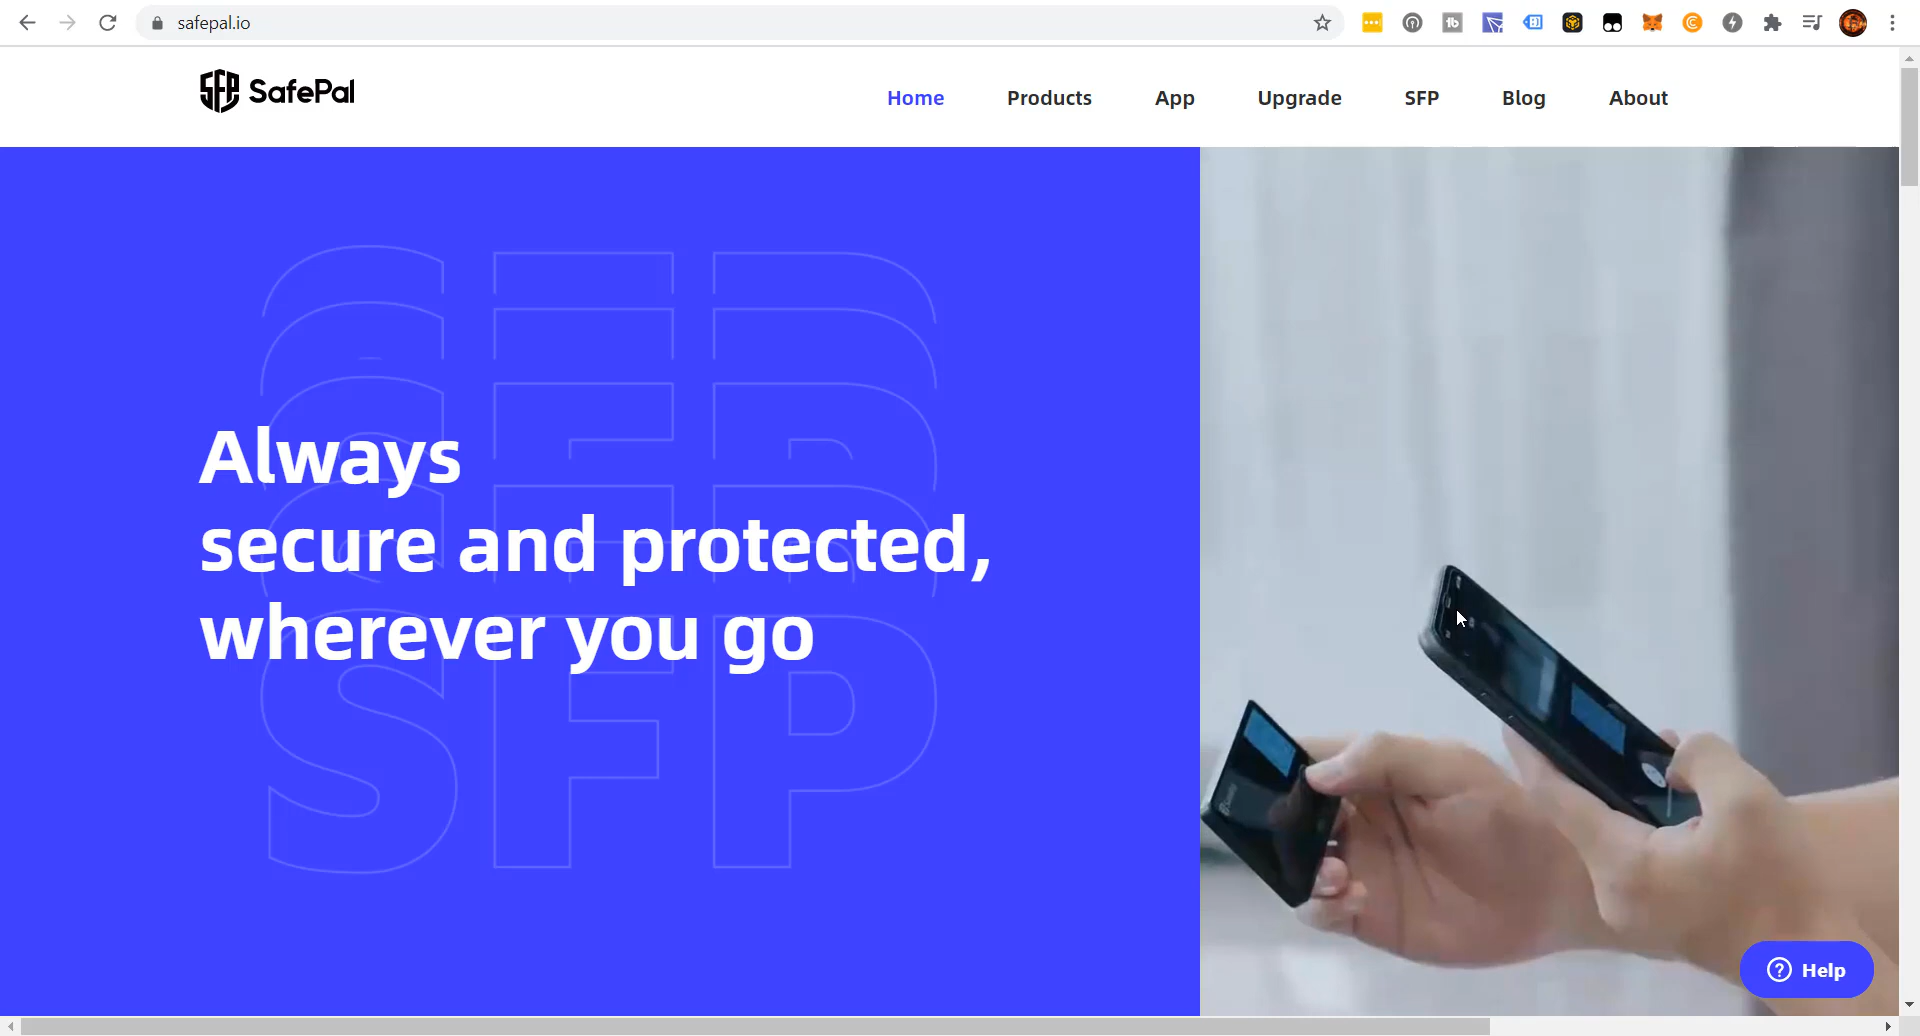 safepal.io
SFP SafePal
Home Products App Upgrade SFP Blog About
Always
secure and protected,
wherever you go
SFP
Help